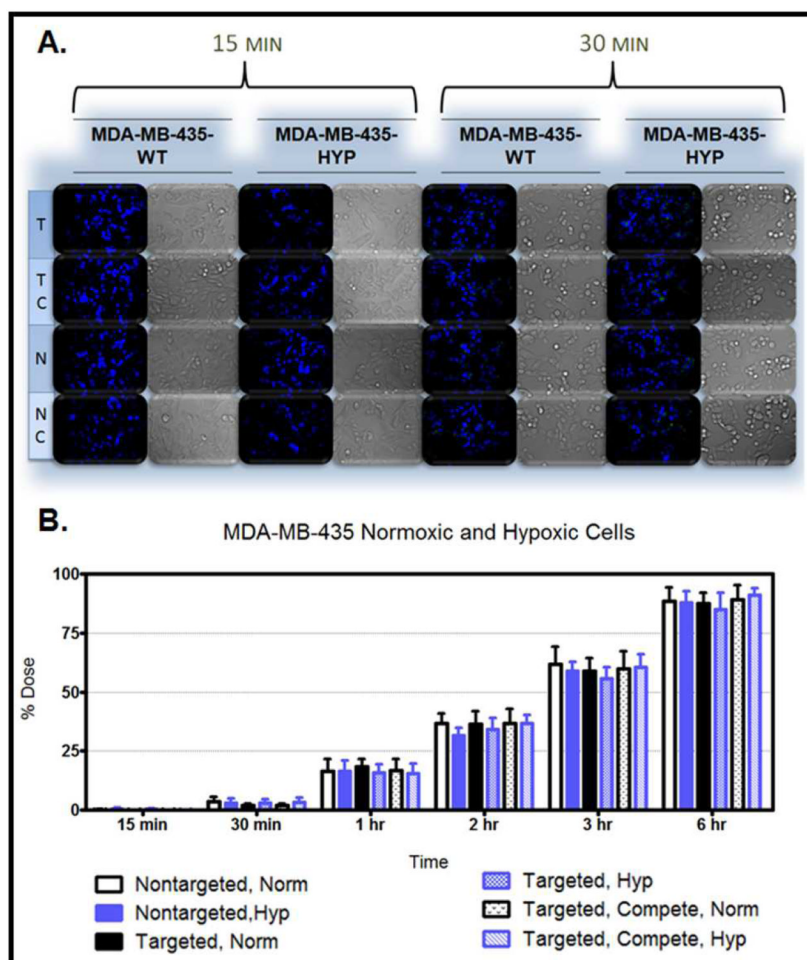 A.
15 MIN 30 MIN
MDA-MB-435-
WT
MDA-MB-435-
HYP
MDA-MB-435-
WT
MDA-MB-435-
HYP
T
T
C
N
N
C
B.
MDA-MB-435 Normoxic and Hypoxic Cells
100
75
50
25
0
% Dose
15 min 30 min 1 hr 2 hr 3 hr 6 hr
Time
Nontargeted, Norm
Nontargeted,Hyp
Targeted, Norm
Targeted, Hyp
Targeted, Compete, Norm
Targeted, Compete, Hyp